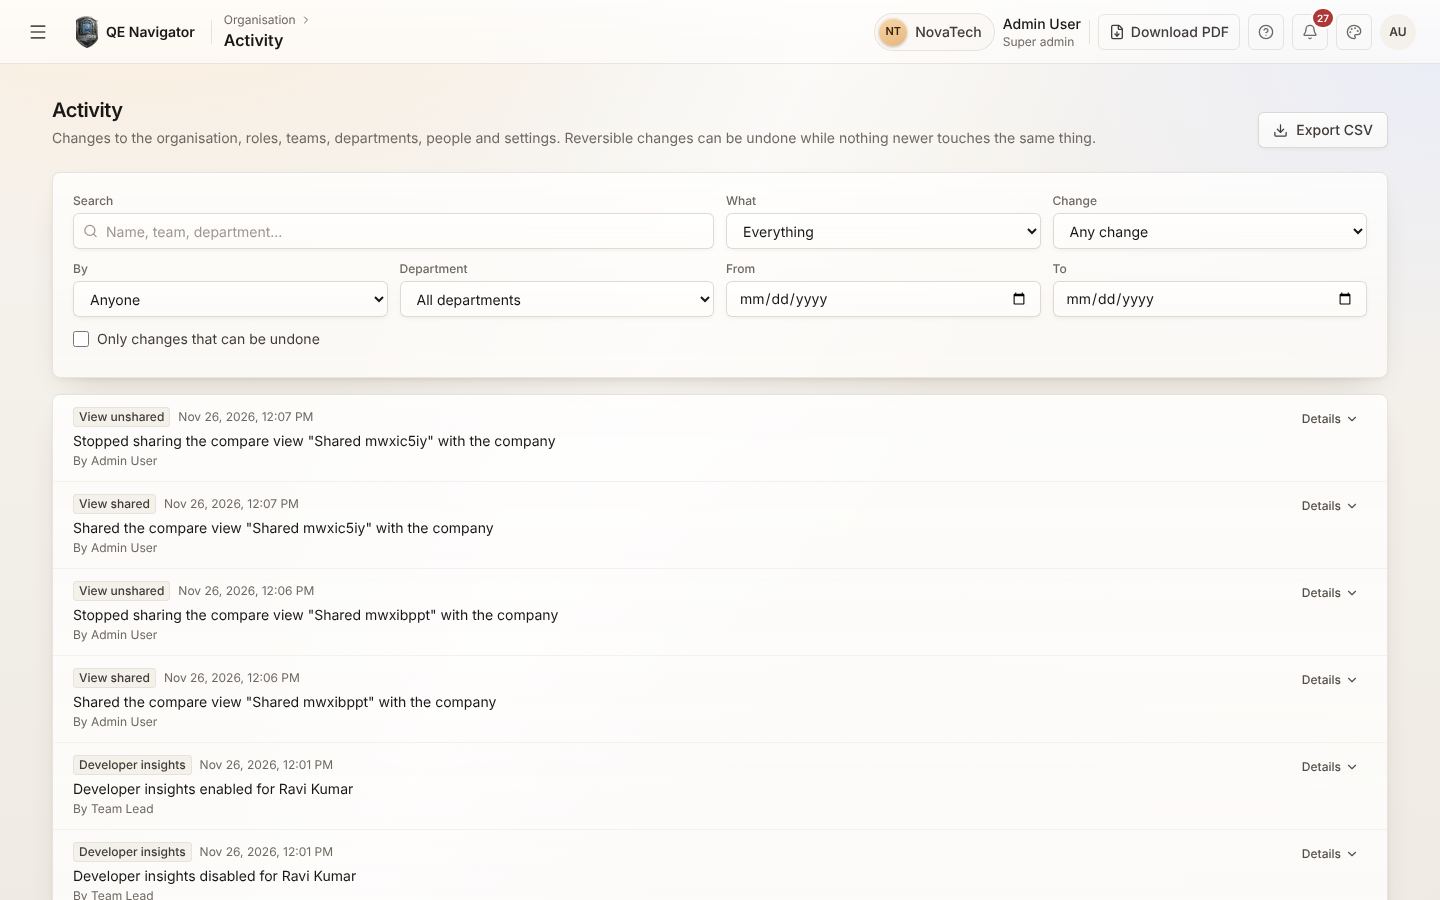 QE Navigator
Organisation
Activity
NT
NovaTech
Admin User
Super admin
Download PDF
27
AU
Activity
Changes to the organisation, roles, teams, departments, people and settings. Reversible changes can be undone while nothing newer touches the same thing.
Export CSV
Search
What
Change
Name, team, department...
Everything
Any change
By
Department
From
To
Anyone
All departments
mm/dd/yyyy
mm/dd/yyyy
Only changes that can be undone
View unshared Nov 26, 2026, 12:07 PM
Details
Stopped sharing the compare view "Shared mwxic5iy" with the company
By Admin User
View shared Nov 26, 2026, 12:07 PM
Details
Shared the compare view "Shared mwxic5iy" with the company
By Admin User
View unshared Nov 26, 2026, 12:06 PM
Details
Stopped sharing the compare view "Shared mwxibppt" with the company
By Admin User
View shared Nov 26, 2026, 12:06 PM
Details
Shared the compare view "Shared mwxibppt" with the company
By Admin User
Developer insights Nov 26, 2026, 12:01 PM
Details
Developer insights enabled for Ravi Kumar
By Team Lead
Developer insights Nov 26, 2026, 12:01 PM
Details
Developer insights disabled for Ravi Kumar
By Team Lead